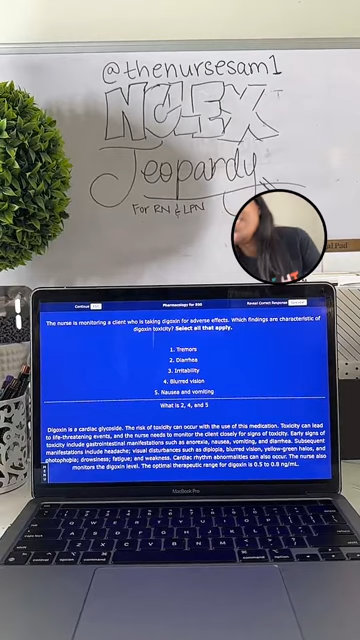 @thenursesam1
NCLEX
Jeopardy
For RN & LPN
Pad
Continue
Pharmacology for 500
Reveal Correct Response
The nurse is monitoring a client who is taking digoxin for adverse effects. Which findings are characteristic of
digoxin toxicity? Select all that apply.
1. Tremors
2. Diarrhea
3. Irritability
4. Blurred vision
5. Nausea and vomiting
What is 2, 4, and 5
Digoxin is a cardiac glycoside. The risk of toxicity can occur with the use of this medication. Toxicity can lead
to life-threatening events, and the nurse needs to monitor the client closely for signs of toxicity. Early signs of
toxicity include gastrointestinal manifestations such as anorexia, nausea, vomiting, and diarrhea. Subsequent
manifestations include headache; visual disturbances such as diplopia, blurred vision, yellow-green halos, and
photophobia; drowsiness; fatigue; and weakness. Cardiac rhythm abnormalities can also occur. The nurse also
monitors the digoxin level. The optimal therapeutic range for digoxin is 0.5 to 0.8 ng/mL.
MacBook Pro